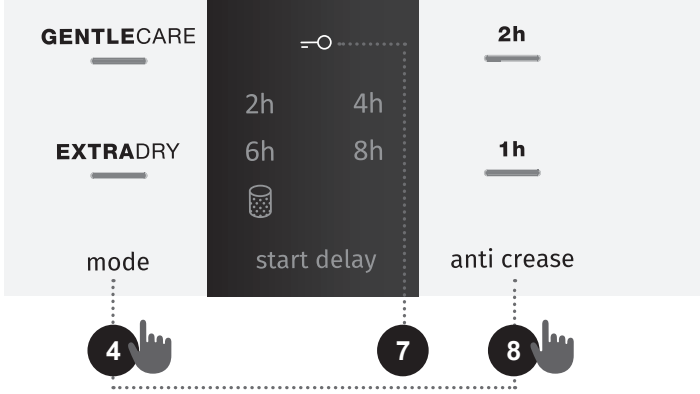 GENTLECARE
EXTRADRY
mode
2h 4h
6h 8h
start delay
2h
1h
anti crease
4 7 8